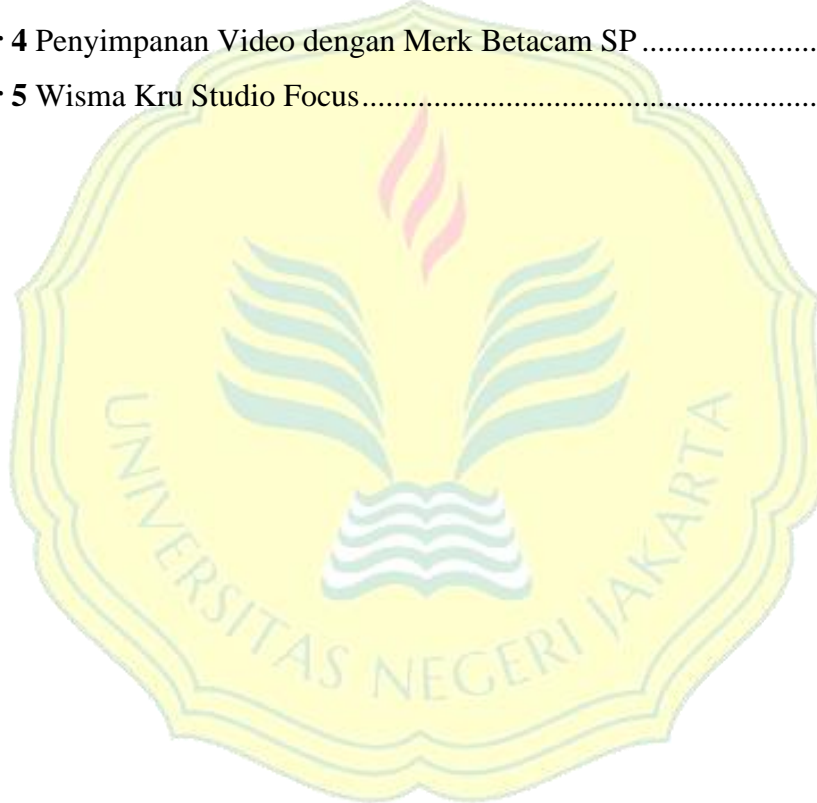 r 4 Penyimpanan Video dengan Merk Betacam SP ......................
r 5 Wisma Kru Studio Focus..........................................................
UNIVERSITAS NEGERI JAKARTA